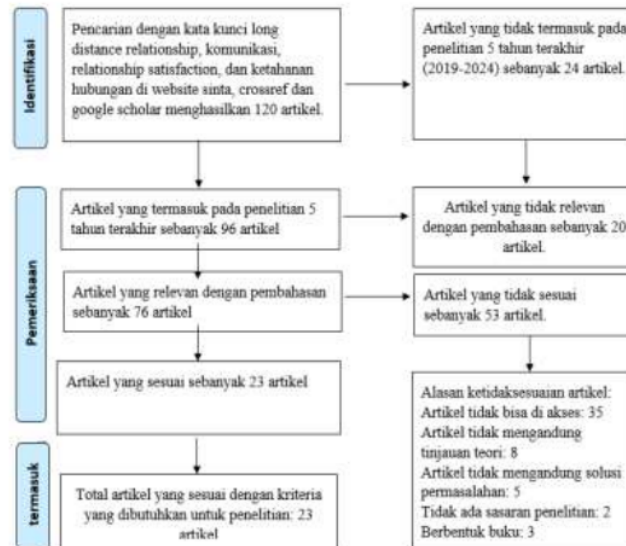 Identifikasi
Pencarian dengan kata kunci long
distance relationship, komunikasi,
relationship satisfaction, dan ketahanan
hubungan di website sinta, crossref dan
google scholar menghasilkan 120 artikel.
Artikel yang tidak termasuk pada
penelitian 5 tahun terakhir
(2019-2024) sebanyak 24 artikel.
Pemeriksaan
Artikel yang termasuk pada penelitian 5
tahun terakhir sebanyak 96 artikel
Artikel yang tidak relevan
dengan pembahasan sebanyak 20
artikel.
Artikel yang relevan dengan pembahasan
sebanyak 76 artikel
Artikel yang tidak sesuai
sebanyak 53 artikel.
Artikel yang sesuai sebanyak 23 artikel
Alasan ketidaksesuaian artikel:
Artikel tidak bisa di akses: 35
Artikel tidak mengandung
tinjauan teori: 8
Artikel tidak mengandung solusi
permasalahan: 5
Tidak ada sasaran penelitian: 2
Berbentuk buku: 3
termasuk
Total artikel yang sesuai dengan kriteria
yang dibutuhkan untuk penelitian: 23
artikel